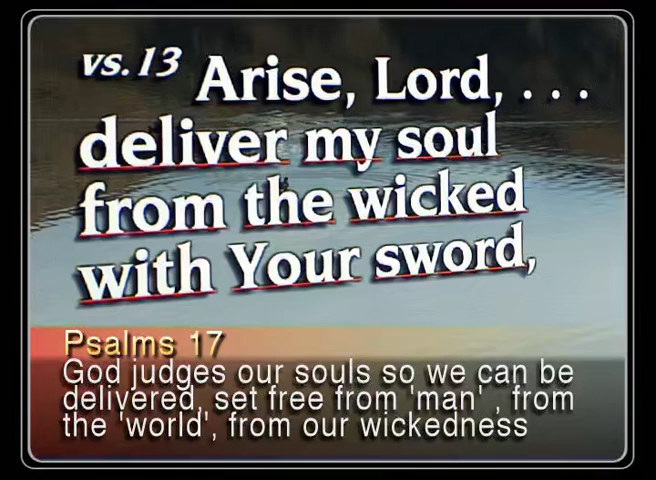 vs. 13 Arise, Lord, . . .
deliver my soul
from the wicked
with Your sword,
Psalms 17
God judges our souls so we can be
delivered, set free from 'man' , from
the 'world', from our wickedness